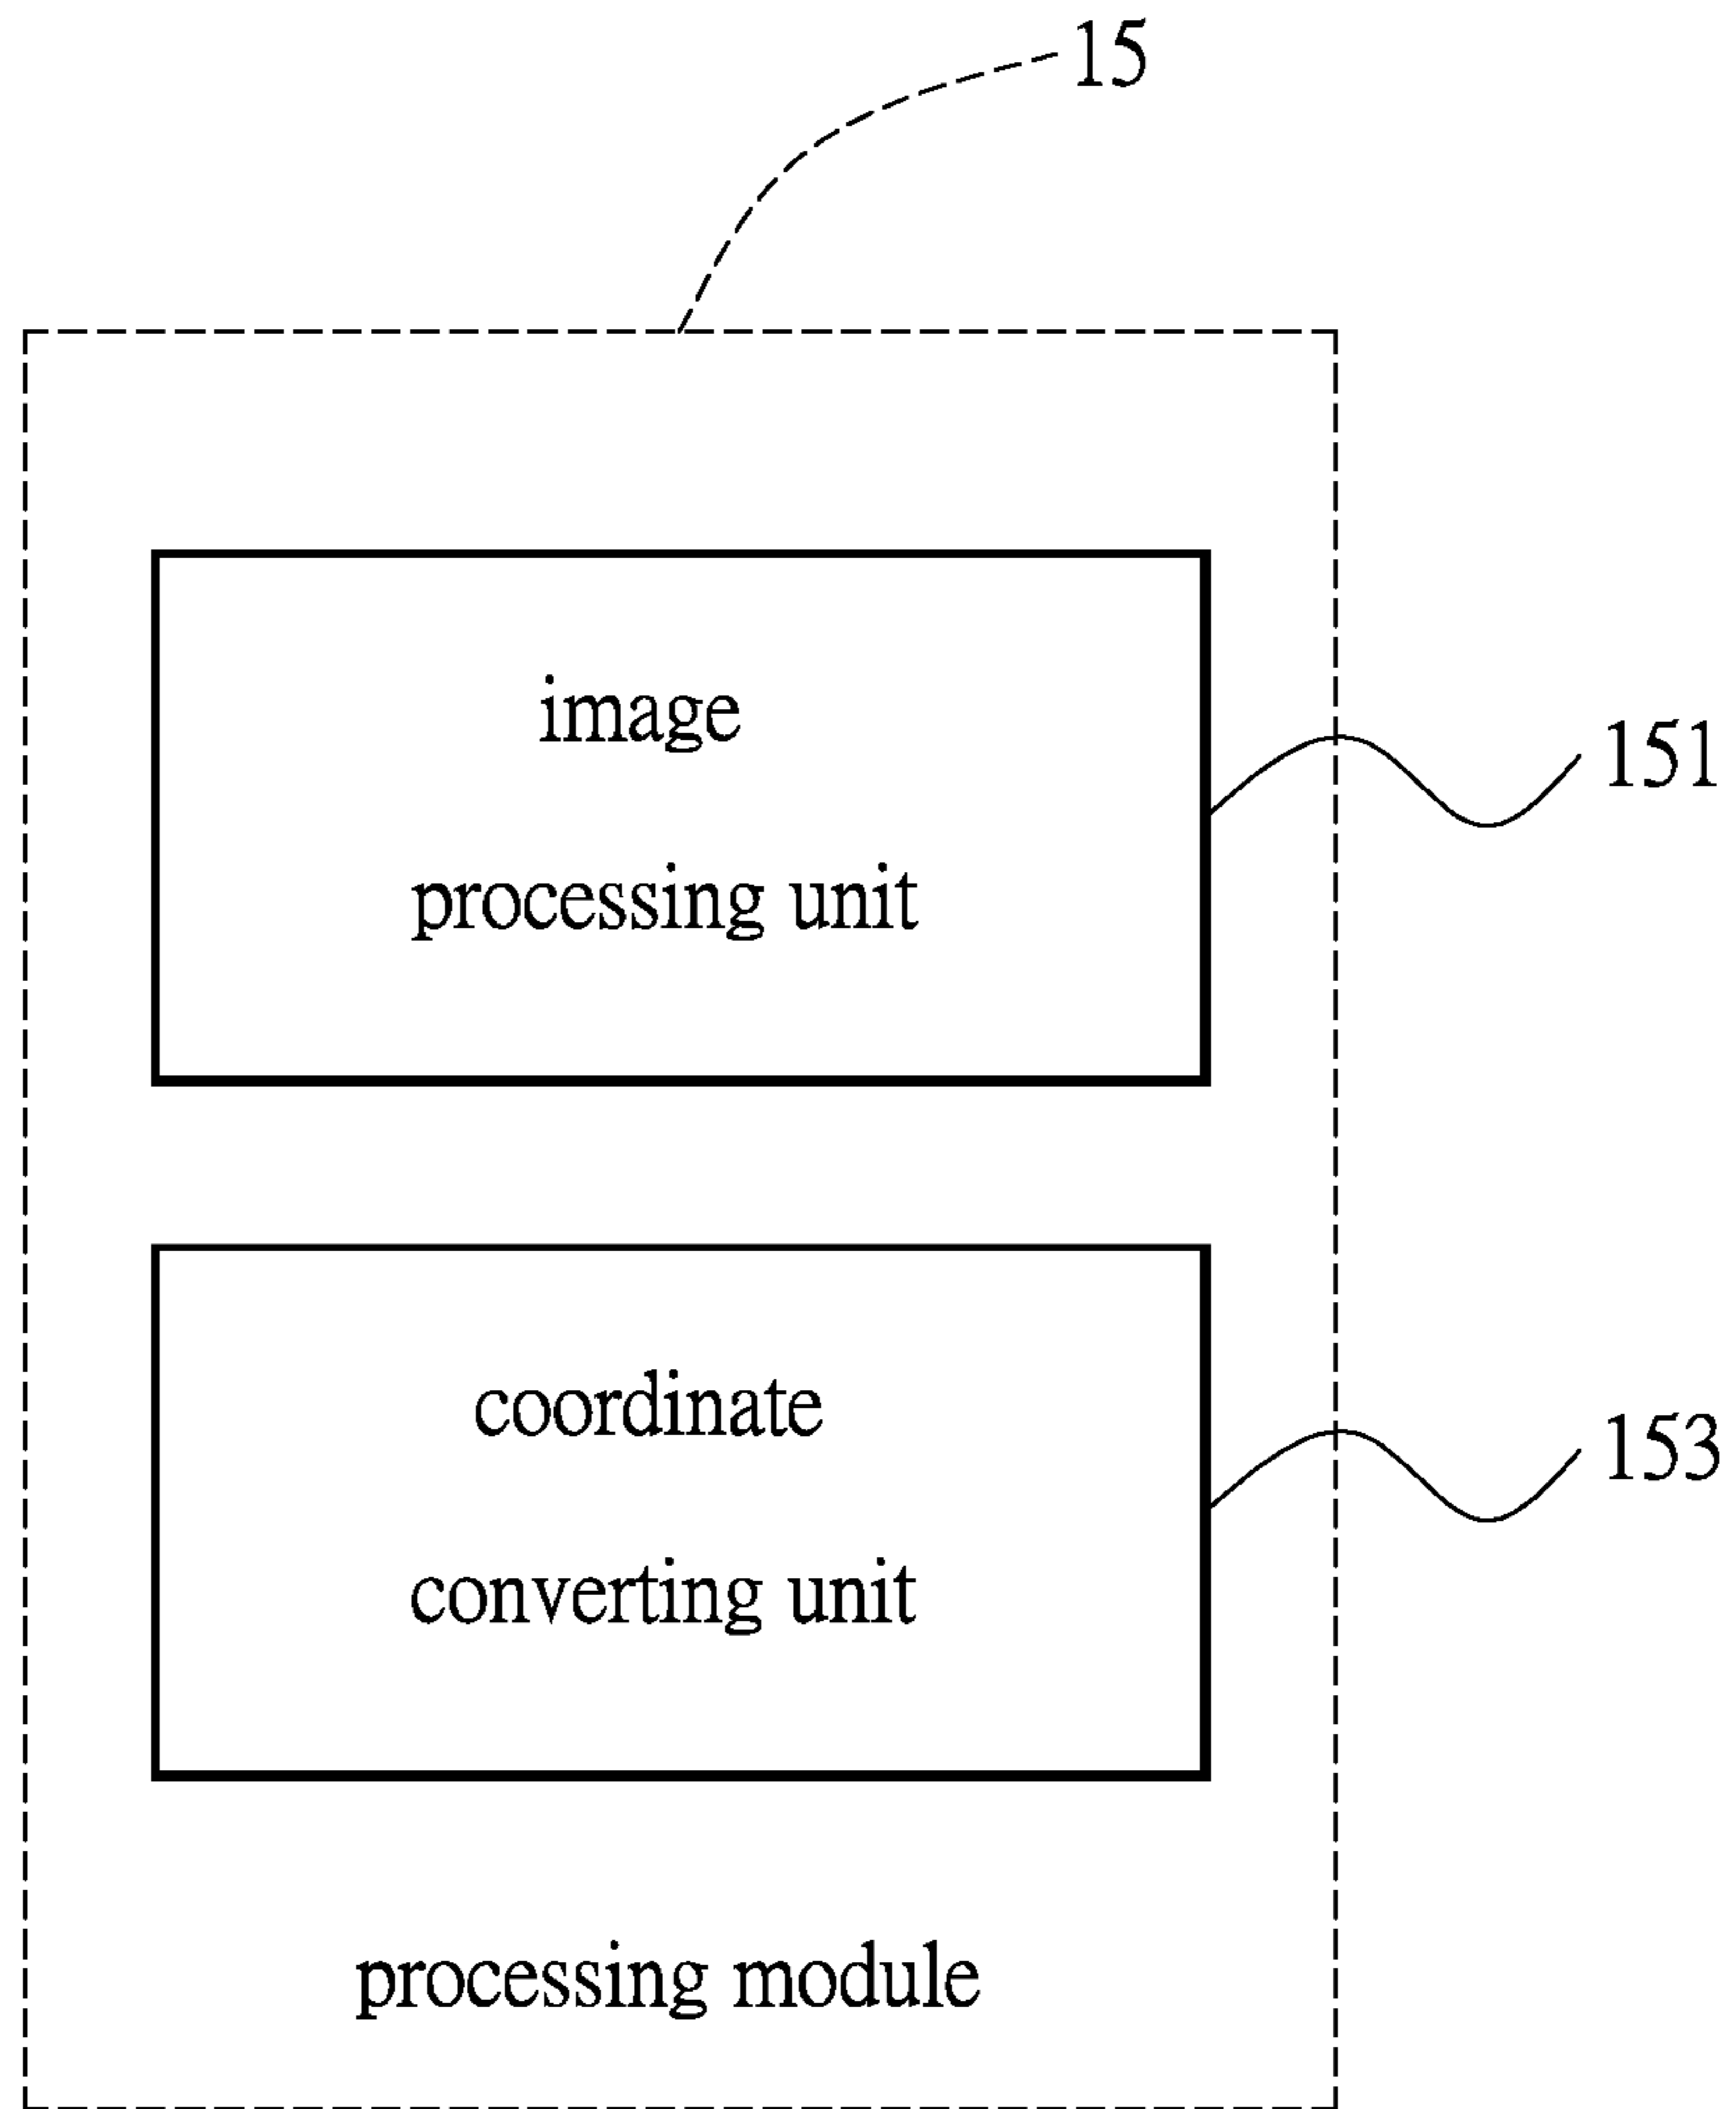 15
image
151
processing unit
coordinate
153
converting unit
processing module